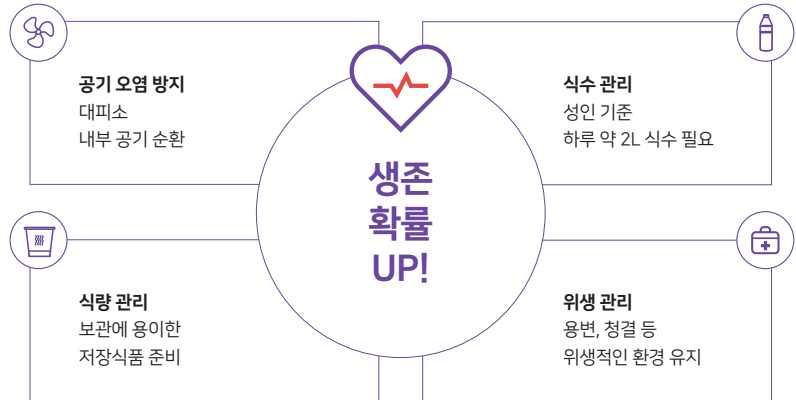 공기 오염 방지
대피소
내부 공기 순환
식수 관리
성인 기준
하루 약 2L 식수 필요
생존
확률
UP!
식량 관리
보관에 용이한
저장식품 준비
위생 관리
용변, 청결 등
위생적인 환경 유지